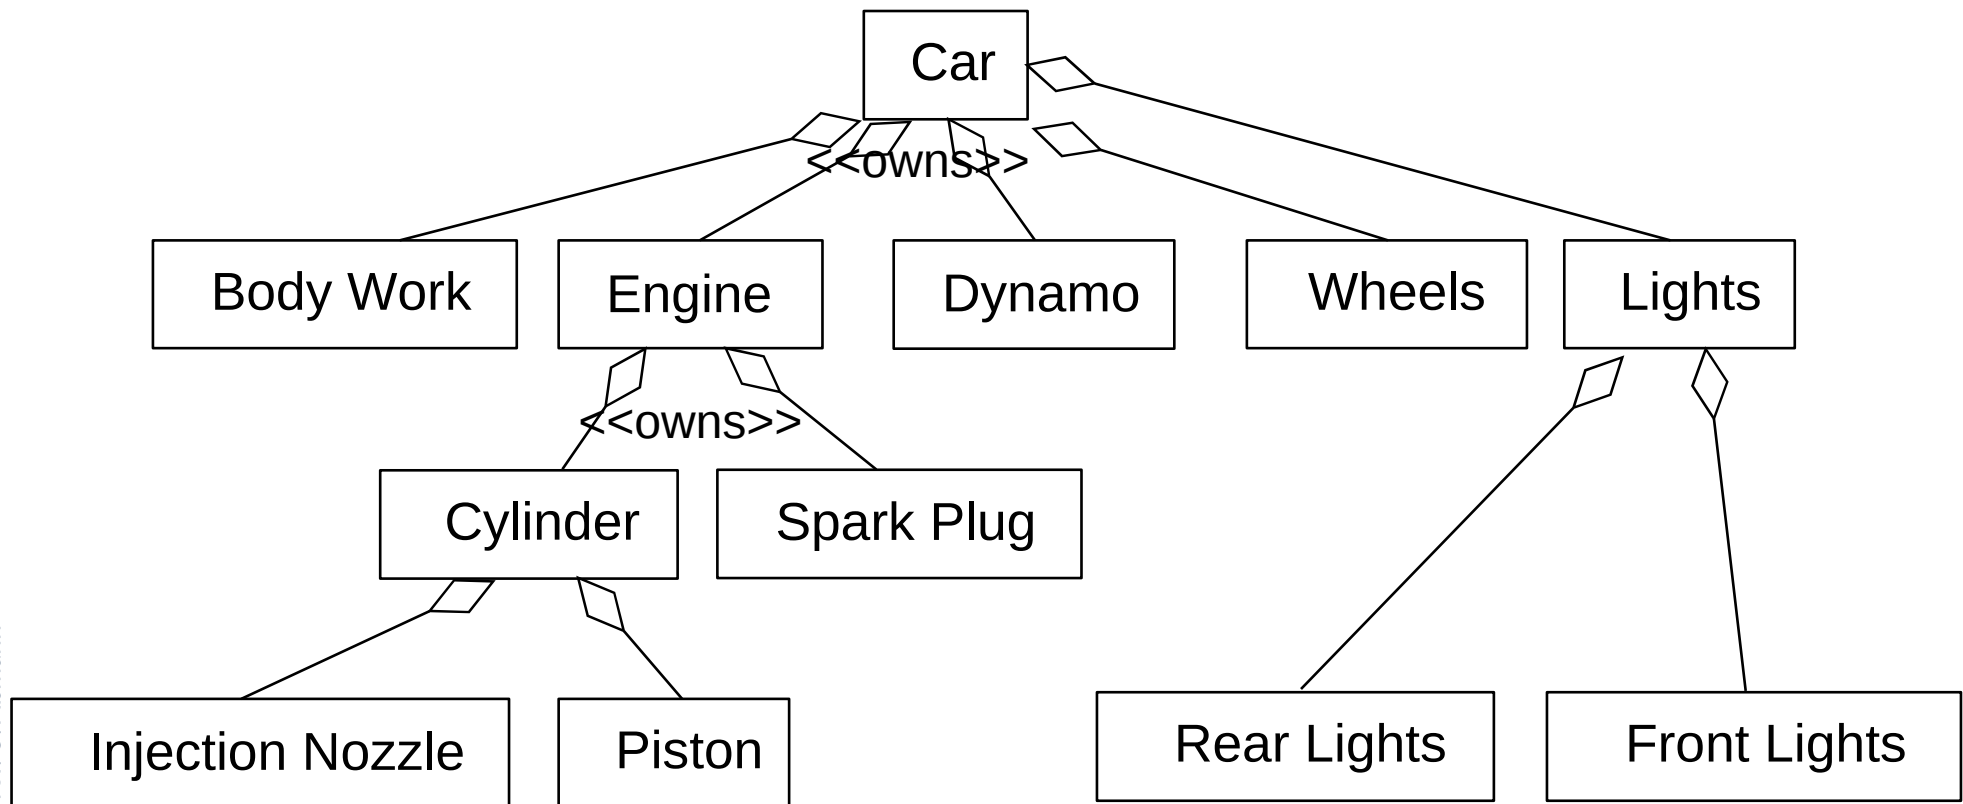 Car
<<owns>>
Body Work
Engine
Dynamo
Wheels
Lights
<<owns>>
Cylinder
Spark Plug
Injection Nozzle
Piston
Rear Lights
Front Lights